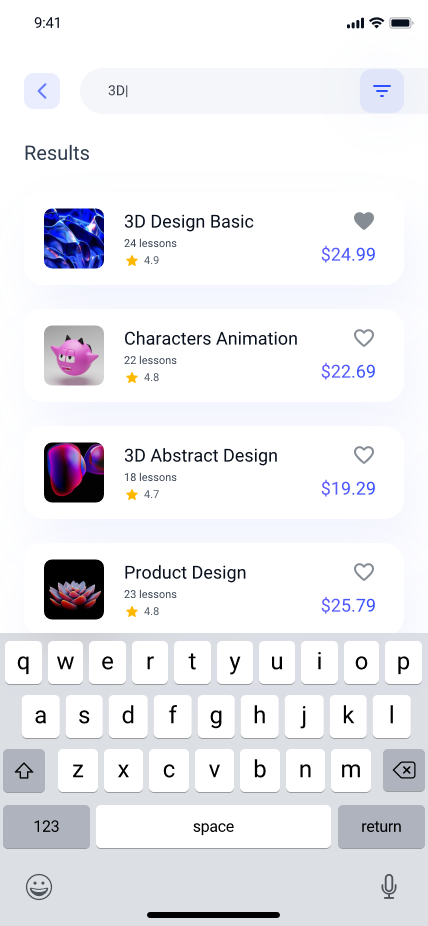 9:41
3D
Results
3D Design Basic
24 lessons
4.9
$24.99
Characters Animation
22 lessons
4.8
$22.69
3D Abstract Design
18 lessons
4.7
$19.29
Product Design
23 lessons
4.8
$25.79
q w e r t y u i o p
a s d f g h j k l
z x c v b n m
123 space return